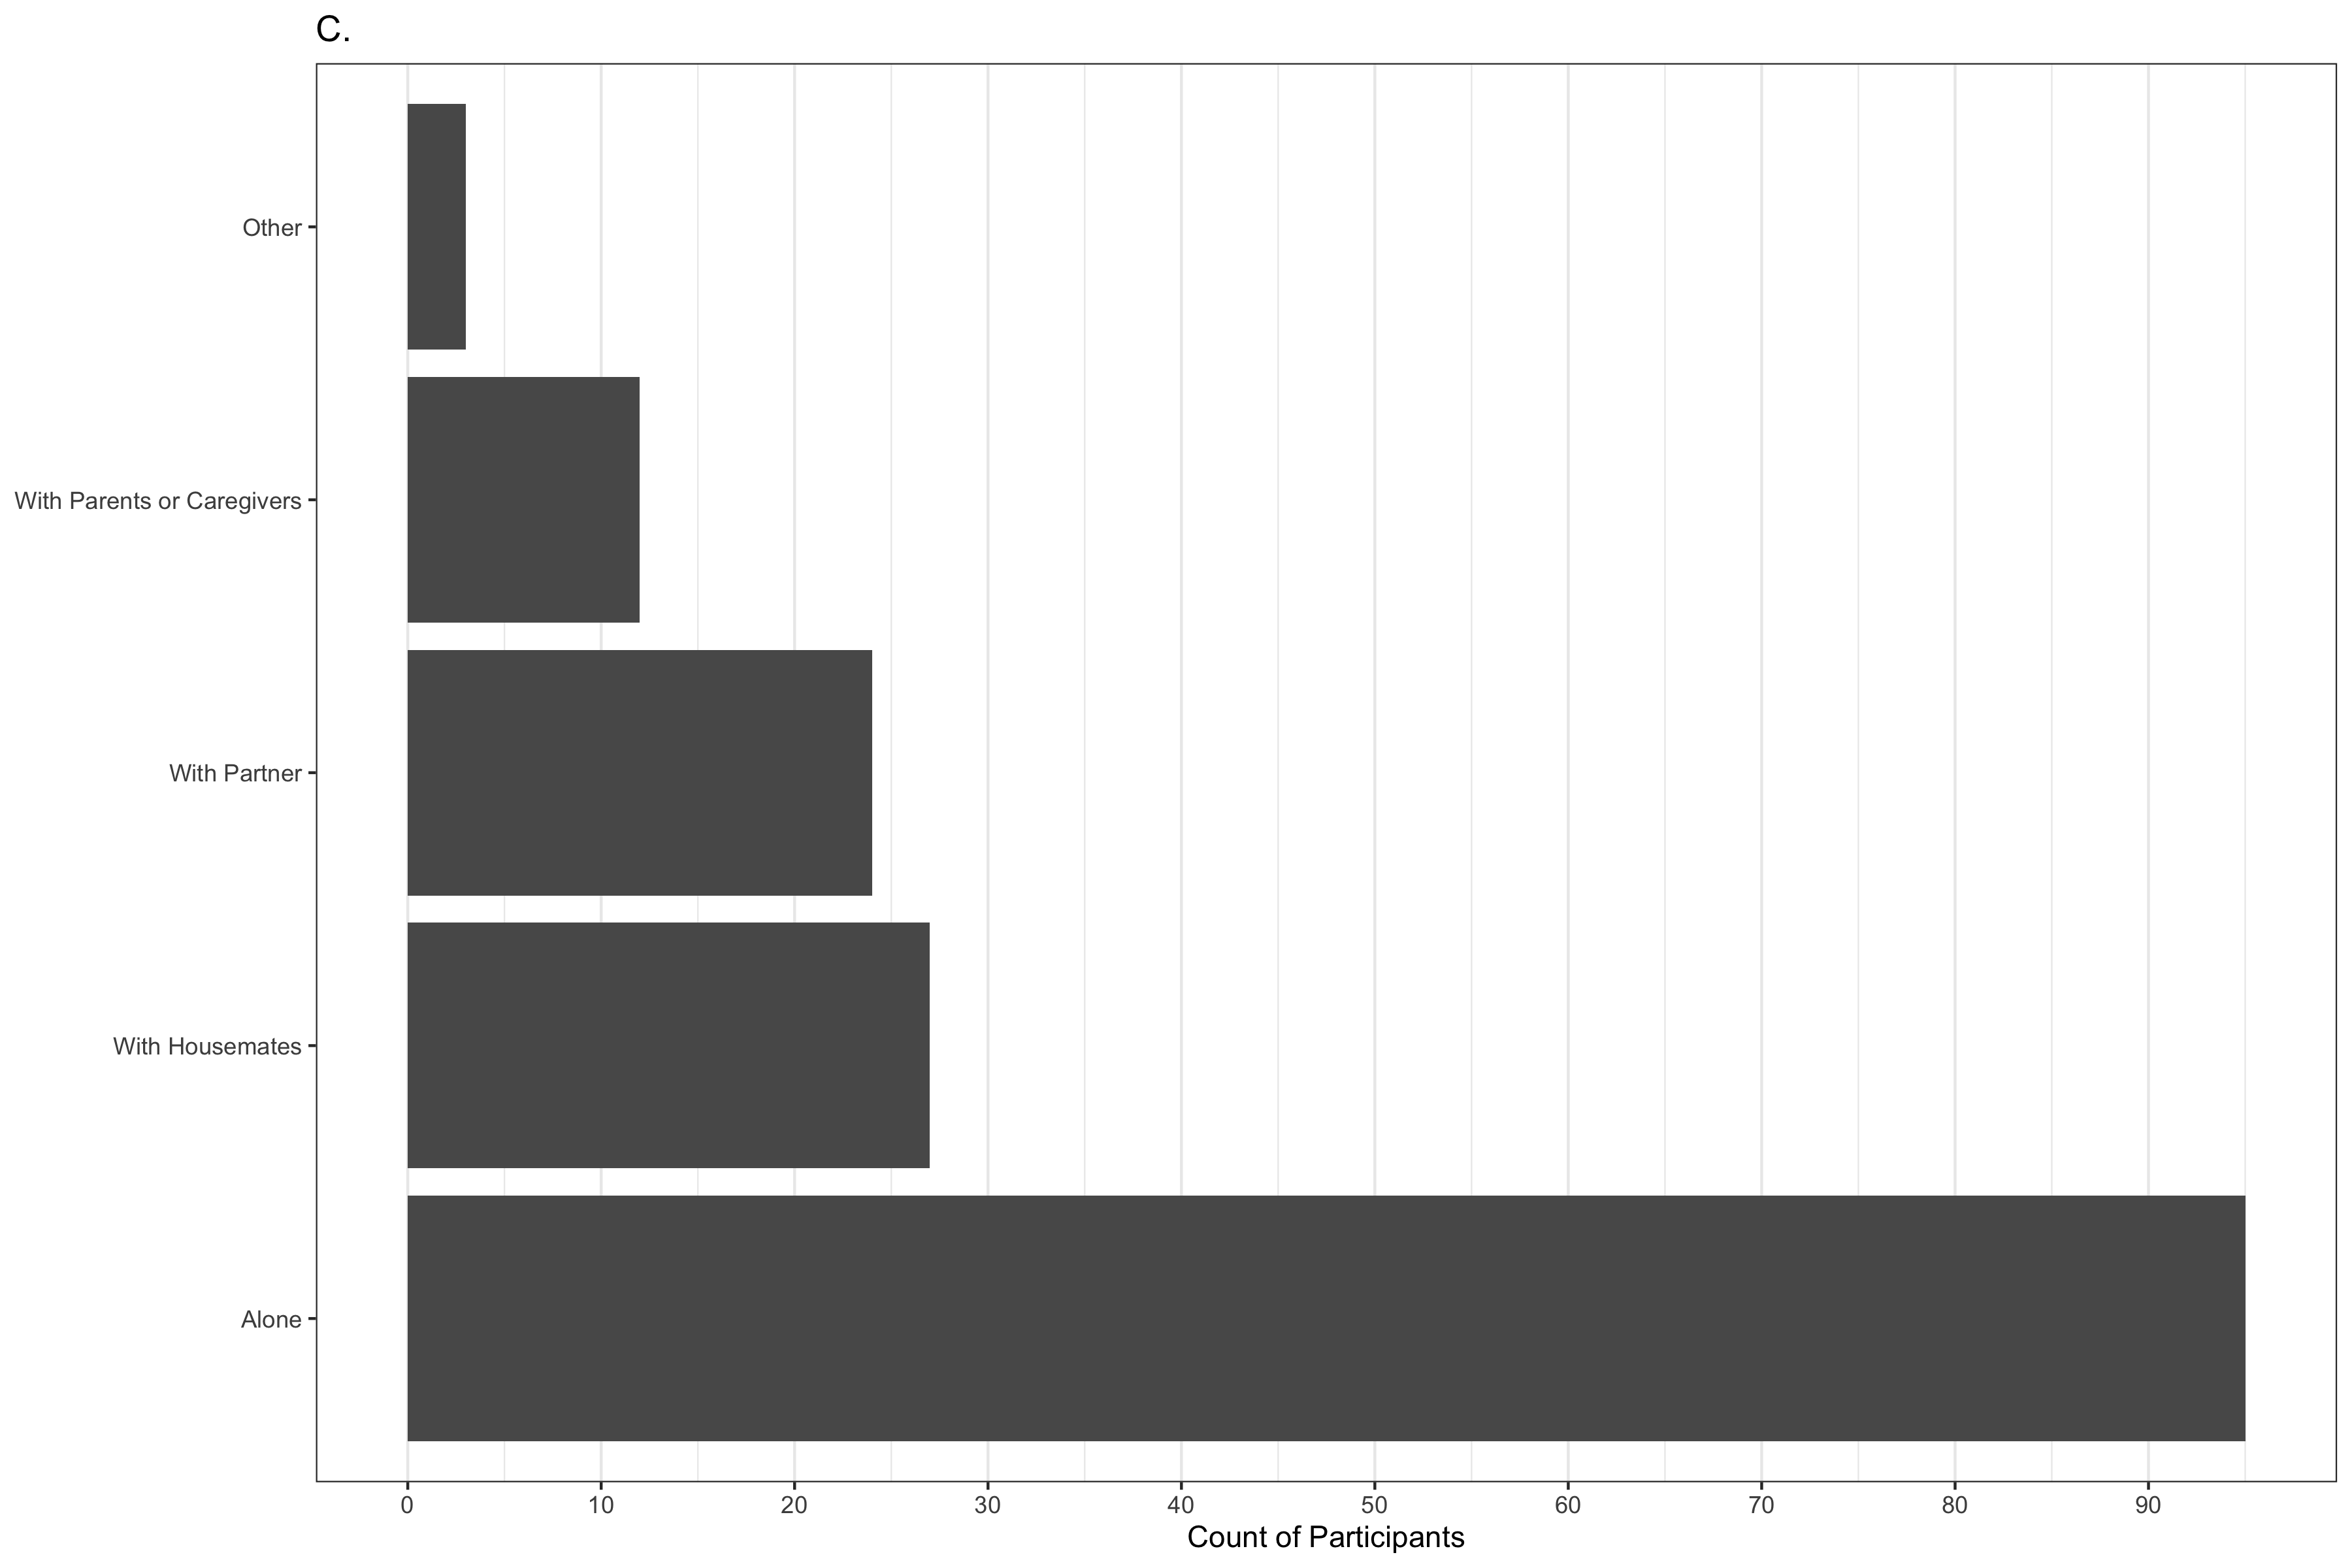 C.
Other
With Parents or Caregivers
With Partner
With Housemates
Alone
0 10 20 30 40 50 60 70 80 90
Count of Participants